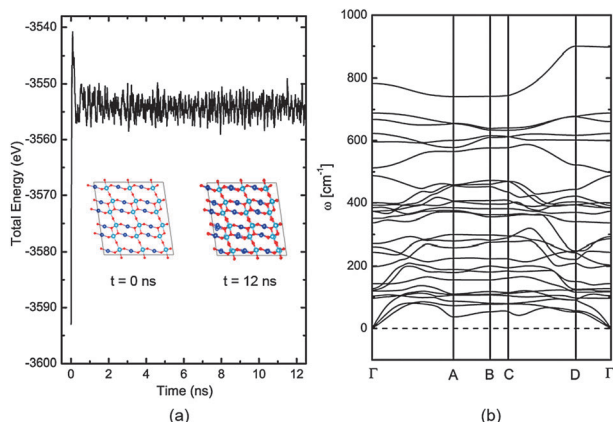 (a)
-3540
-3550
-3560
-3570
-3580
-3590
-3600
Total Energy (eV)
t = 0 ns
t = 12 ns
0 2 4 6 8 10 12
Time (ns)
(a)
(b)
1000
800
600
400
200
0
ω [cm⁻¹]
Γ A B C D Γ
(b)